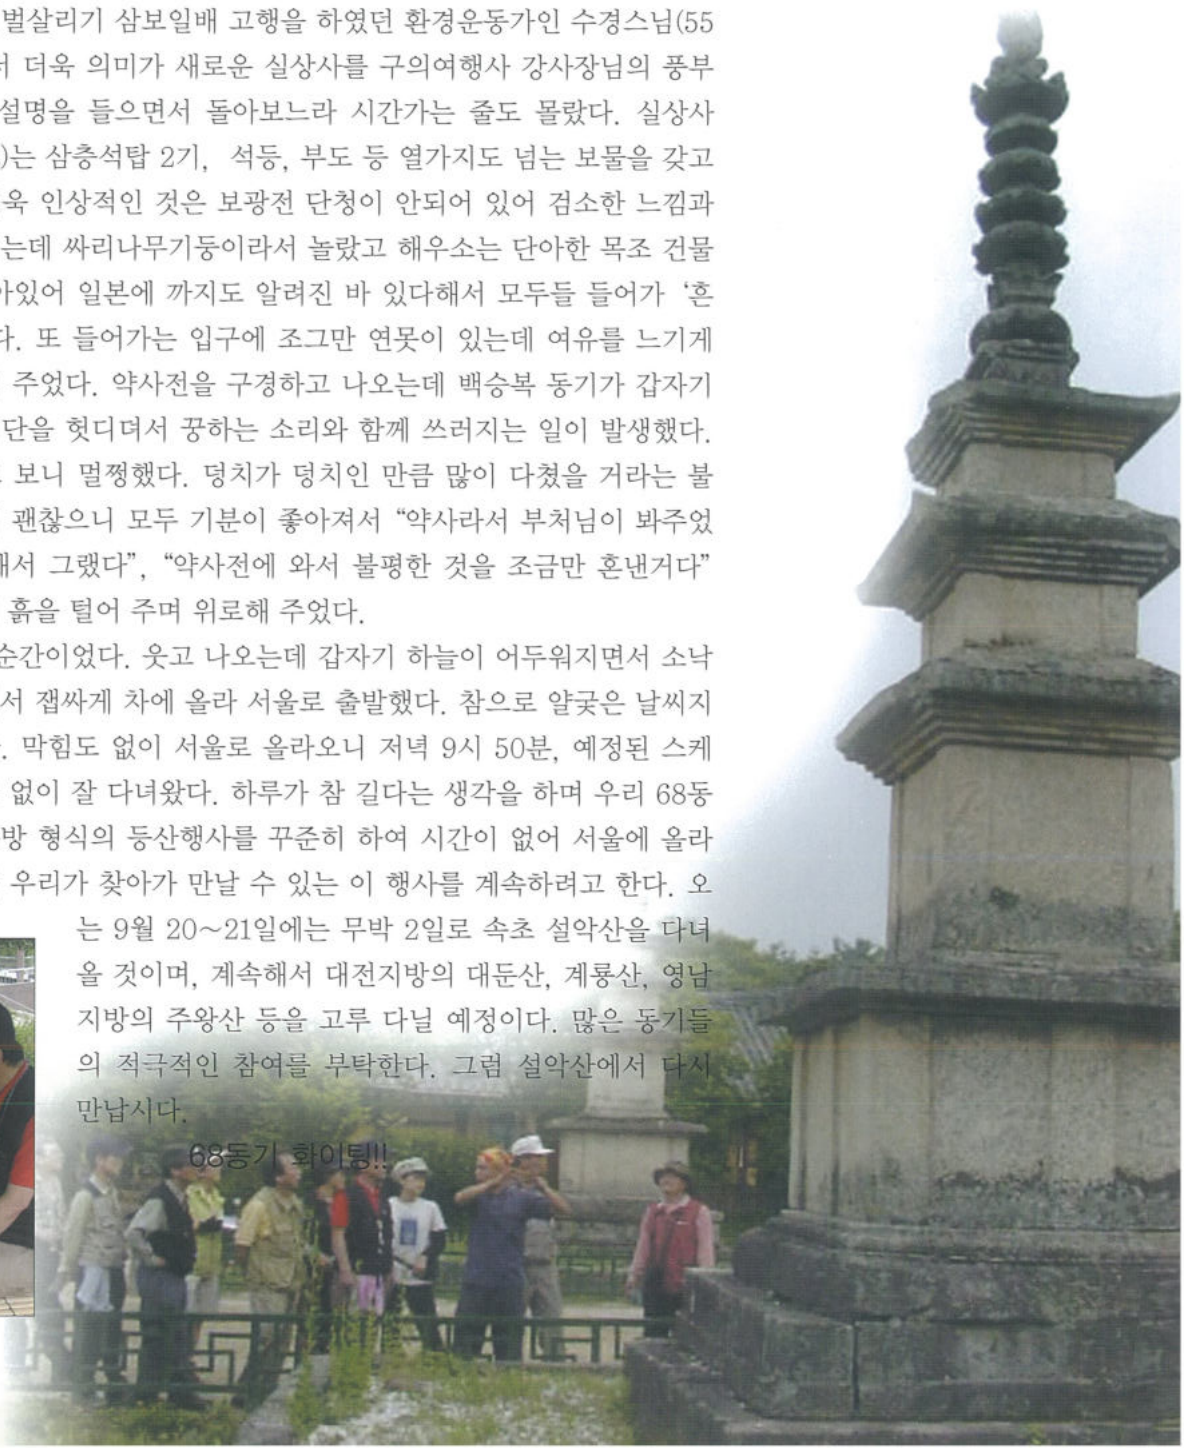 벌살리기 삼보일배 고행을 하였던 환경운동가인 수경스님(55
서 더욱 의미가 새로운 실상사를 구의여행사 강사장님의 풍부
설명을 들으면서 돌아보느라 시간가는 줄도 몰랐다. 실상사
)는 삼층석탑 2기, 석등, 부도 등 열가지도 넘는 보물을 갖고
욱 인상적인 것은 보광전 단청이 안되어 있어 검소한 느낌과
는데 싸리나무기둥이라서 놀랐고 해우소는 단아한 목조 건물
아있어 일본에 까지도 알려진 바 있다해서 모두들 들어가 ‘흔
다. 또 들어가는 입구에 조그만 연못이 있는데 여유를 느기게
주었다. 약사전을 구경하고 나오는데 백승복 동기가 갑자기
단을 헛디뎌서 꿍하는 소리와 함께 쓰러지는 일이 발생했다.
보니 멀쩡했다. 덩치가 덩치인 만큼 많이 다쳤을 거라는 불
괜찮으니 모두 기분이 좋아져서 “약사라서 부처님이 봐주었
해서 그랬다”, “약사전에 와서 불평한 것을 조금만 혼낸거다”
흙을 털어 주며 위로해 주었다.
순간이었다. 웃고 나오는데 갑자기 하늘이 어두워지면서 소낙
서 잽싸게 차에 올라 서울로 출발했다. 참으로 얄궂은 날씨지
. 막힘도 없이 서울로 올라오니 저녁 9시 50분, 예정된 스케
없이 잘 다녀왔다. 하루가 참 길다는 생각을 하며 우리 68동
방 형식의 등산행사를 꾸준히 하여 시간이 없어 서울에 올라
우리가 찾아가 만날 수 있는 이 행사를 계속하려고 한다. 오
는 9월 20~21일에는 무박 2일로 속초 설악산을 다녀
올 것이며, 계속해서 대전지방의 대둔산, 계룡산, 영남
지방의 주왕산 등을 고루 다닐 예정이다. 많은 동기들
의 적극적인 참여를 부탁한다. 그럼 설악산에서 다시
만납시다.
68동기 화이팅!!